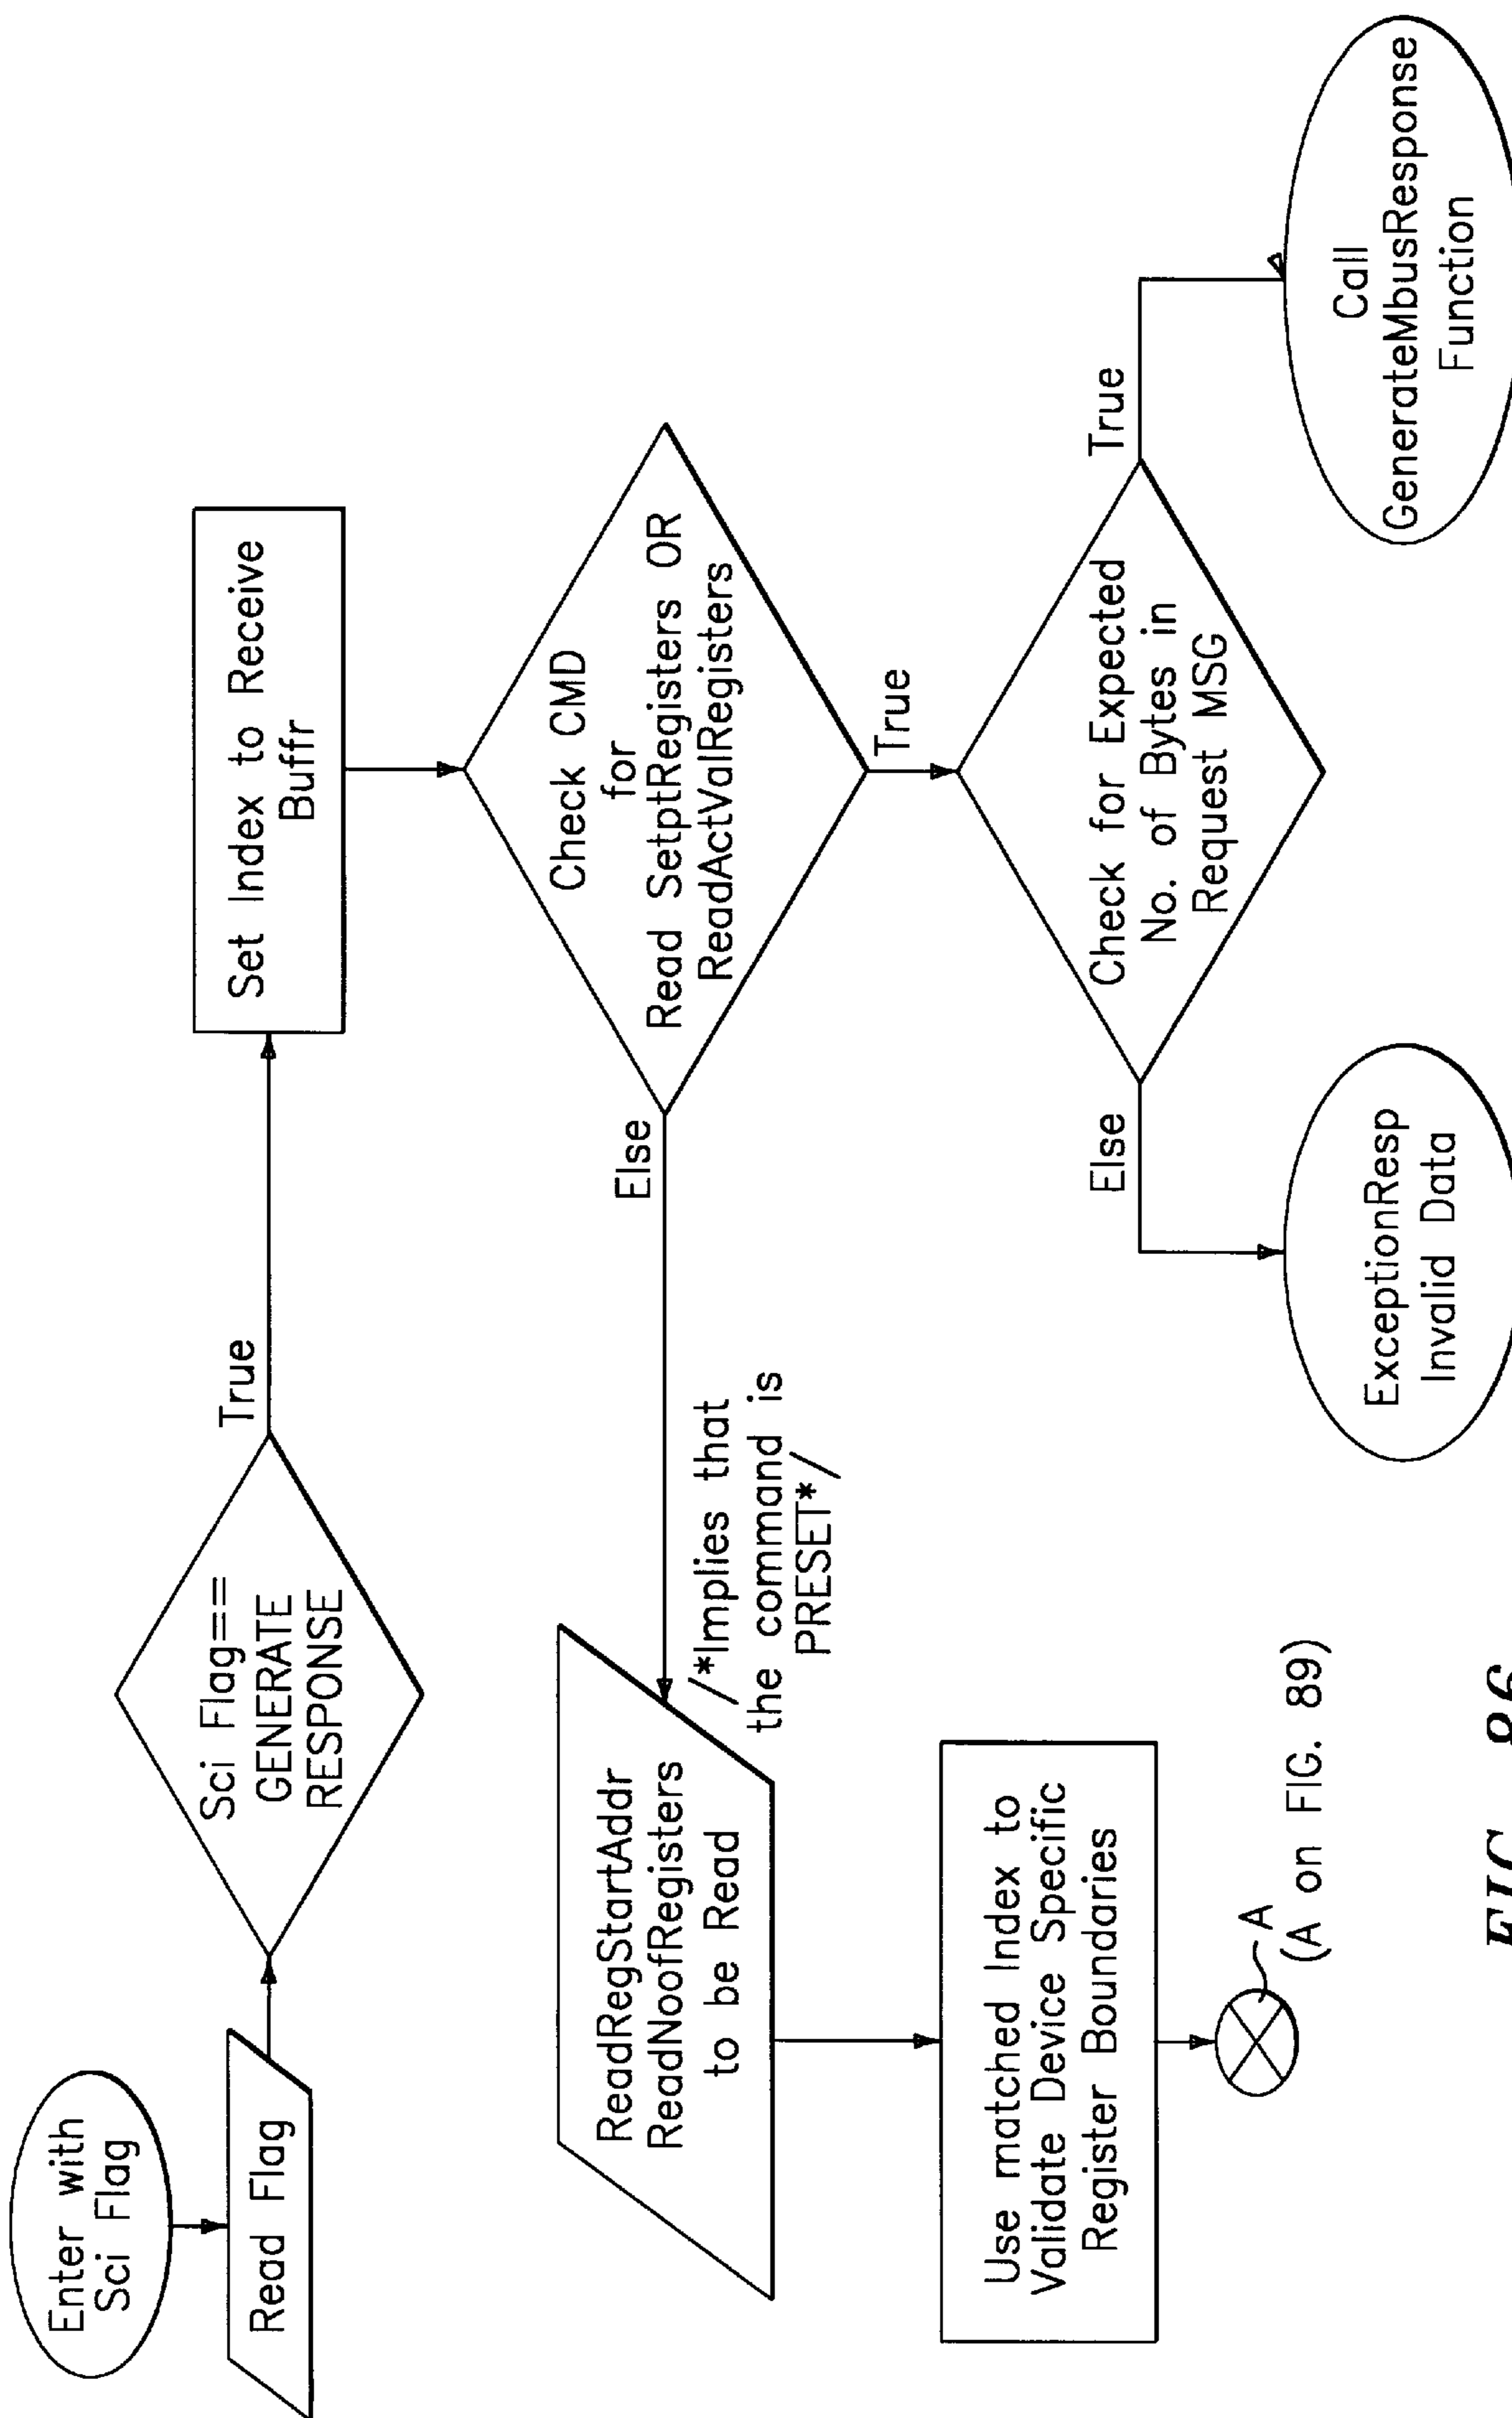 Enter with
Sci Flag
Read Flag
Sci Flag==
GENERATE
RESPONSE
True
Set Index to Receive
Buffr
Check CMD
for
Read SetptRegisters OR
ReadActValRegisters
Else
True
/*Implies that
the command is
PRESET*/
ReadRegStartAddr
ReadNoofRegisters
to be Read
Use matched Index to
Validate Device Specific
Register Boundaries
A
(A on FIG. 89)
Check for Expected
No. of Bytes in
Request MSG
Else
True
ExceptionResp
Invalid Data
Call
GenerateMbusResponse
Function
FIG. 86